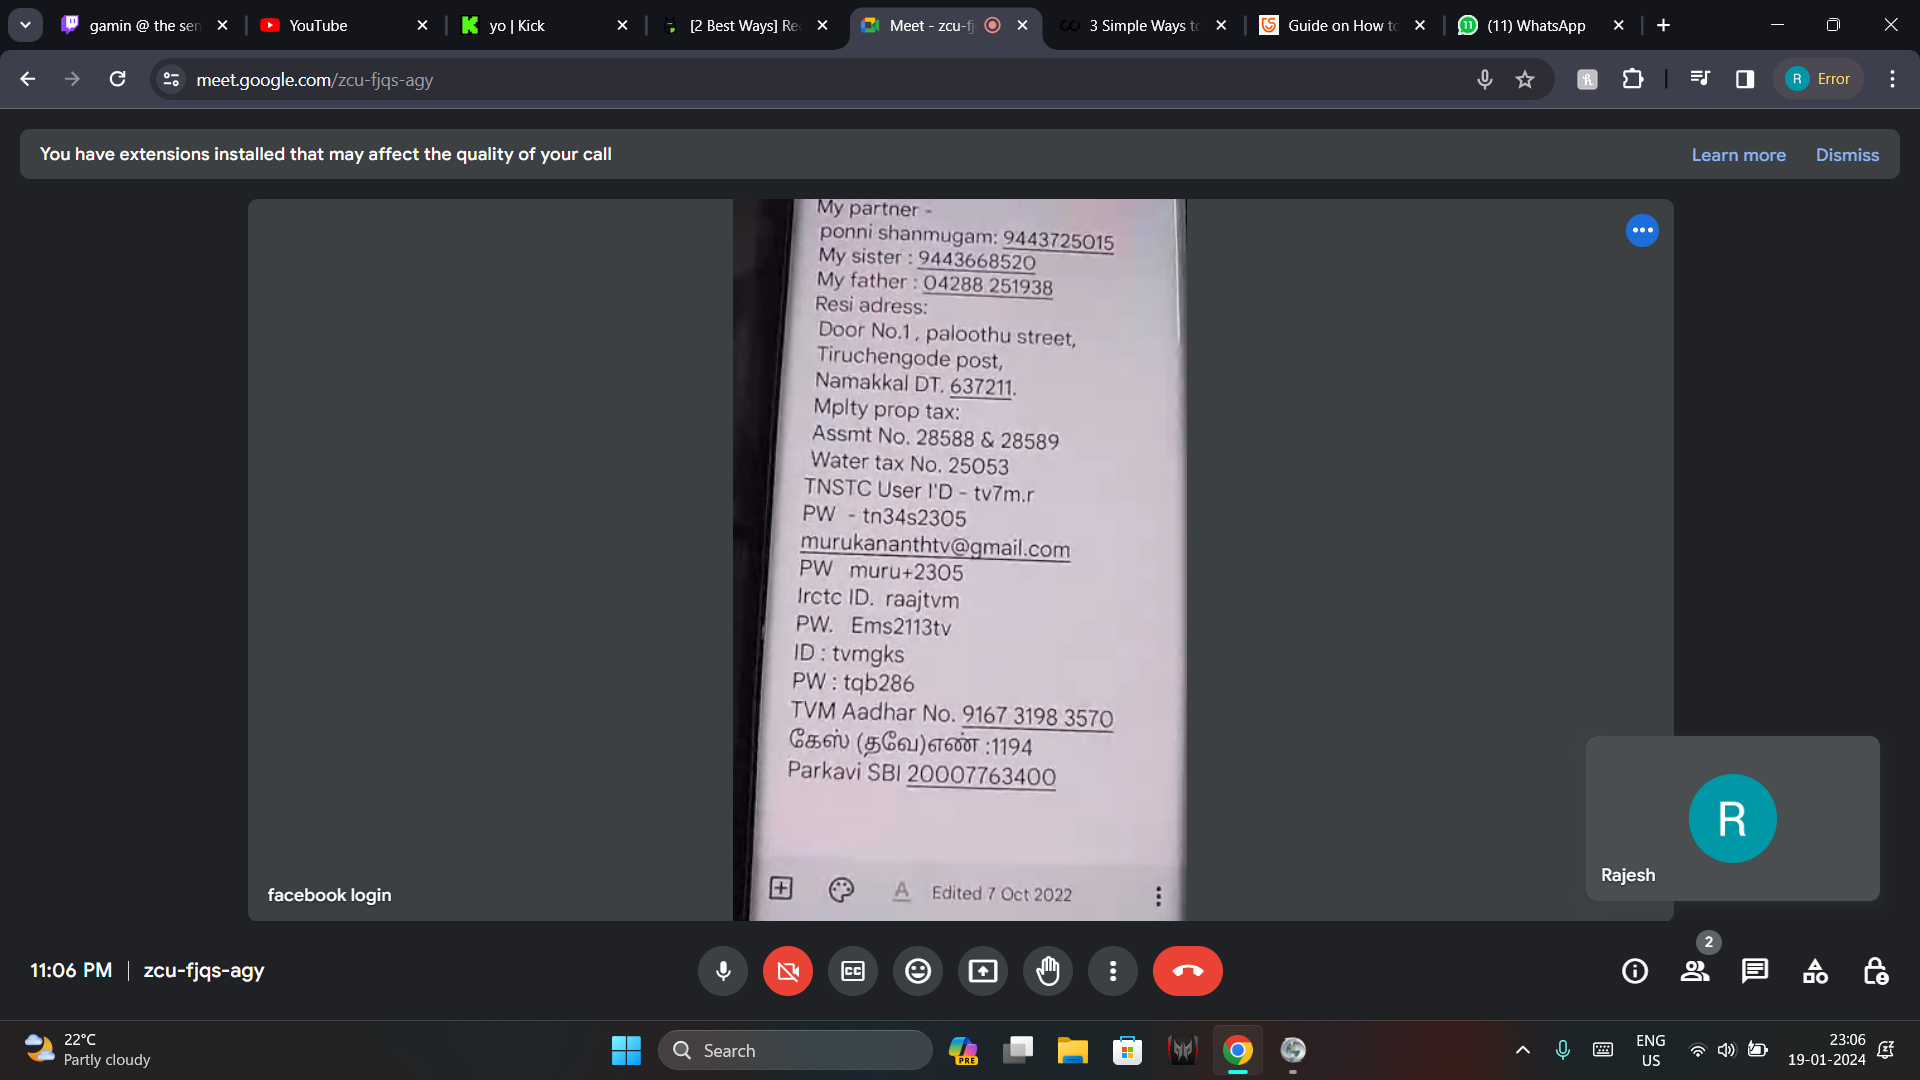 gamin @ the sen
YouTube
yo | Kick
[2 Best Ways] Re
Meet - zcu-fj
3 Simple Ways to
Guide on How to
(11) WhatsApp
meet.google.com/zcu-fjqs-agy
R Error
You have extensions installed that may affect the quality of your call
Learn more
Dismiss
My partner -
ponni shanmugam: 9443725015
My sister : 9443668520
My father : 04288 251938
Resi adress:
Door No.1 , paloothu street,
Tiruchengode post,
Namakkal DT. 637211.
Mplty prop tax:
Assmt No. 28588 & 28589
Water tax No. 25053
TNSTC User I'D - tv7m.r
PW - tn34s2305
murukananthtv@gmail.com
PW muru+2305
Irctc ID. raajtvm
PW. Ems2113tv
ID : tvmgks
PW : tqb286
TVM Aadhar No. 9167 3198 3570
கேஸ் (தவே)எண் :1194
Parkavi SBI 20007763400
A Edited 7 Oct 2022
facebook login
R
Rajesh
11:06 PM | zcu-fjqs-agy
CC
2
22°C
Partly cloudy
Search
PRE
ENG
US
23:06
19-01-2024